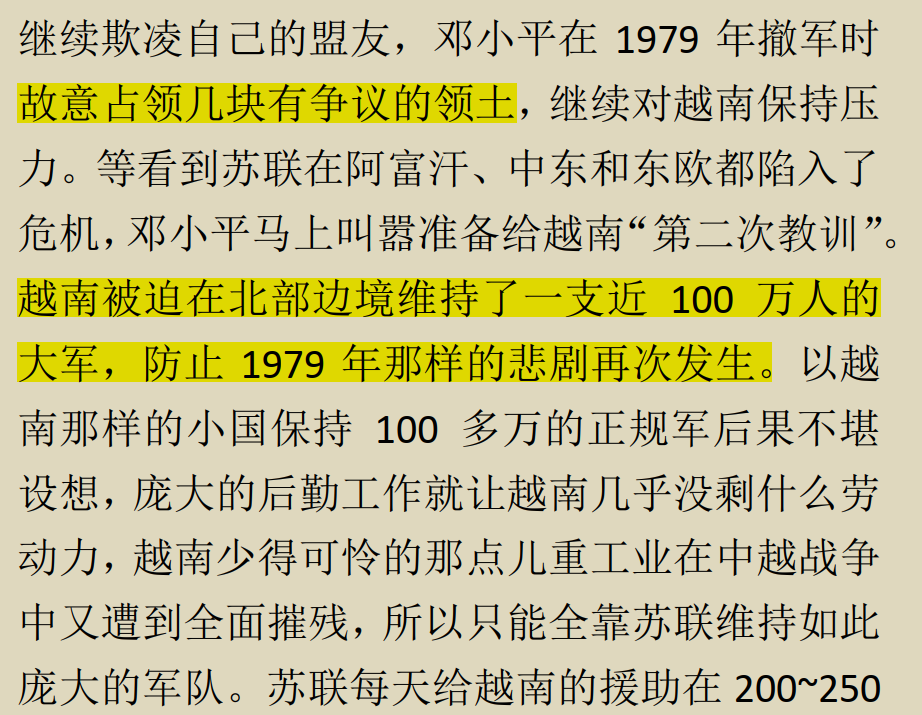 继续欺凌自己的盟友，邓小平在 1979 年撤军时
故意占领几块有争议的领土，继续对越南保持压
力。等看到苏联在阿富汗、中东和东欧都陷入了
危机，邓小平马上叫嚣准备给越南“第二次教训”。
越南被迫在北部边境维持了一支近 100 万人的
大军，防止 1979 年那样的悲剧再次发生。以越
南那样的小国保持 100 多万的正规军后果不堪
设想，庞大的后勤工作就让越南几乎没剩什么劳
动力，越南少得可怜的那点儿重工业在中越战争
中又遭到全面摧残，所以只能全靠苏联维持如此
庞大的军队。苏联每天给越南的援助在 200~250